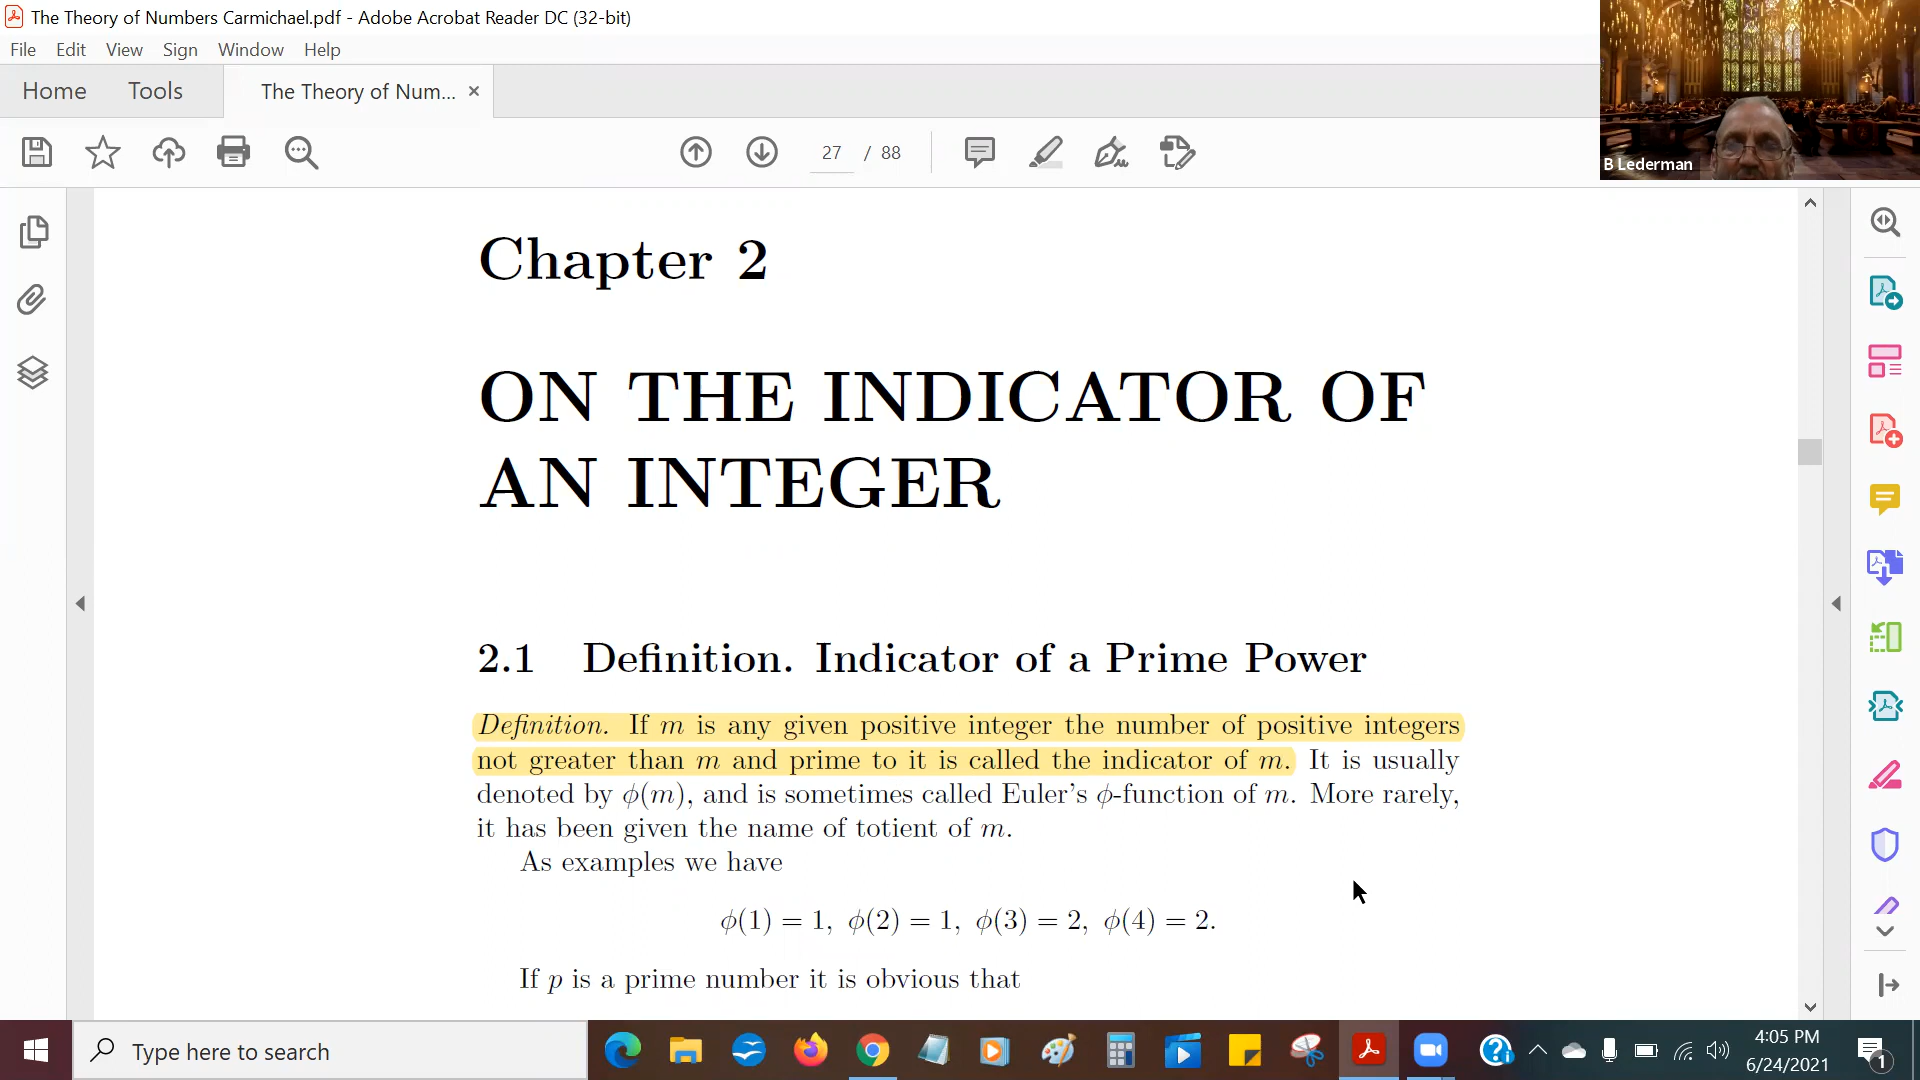 The Theory of Numbers Carmichael.pdf - Adobe Acrobat Reader DC (32-bit)
File Edit View Sign Window Help
Home Tools The Theory of Num... ×
27 / 88
B Lederman
Chapter 2
ON THE INDICATOR OF
AN INTEGER
2.1 Definition. Indicator of a Prime Power
Definition. If m is any given positive integer the number of positive integers
not greater than m and prime to it is called the indicator of m. It is usually
denoted by ϕ(m), and is sometimes called Euler's ϕ-function of m. More rarely,
it has been given the name of totient of m.
As examples we have
ϕ(1) = 1, ϕ(2) = 1, ϕ(3) = 2, ϕ(4) = 2.
If p is a prime number it is obvious that
Type here to search
4:05 PM
6/24/2021
1